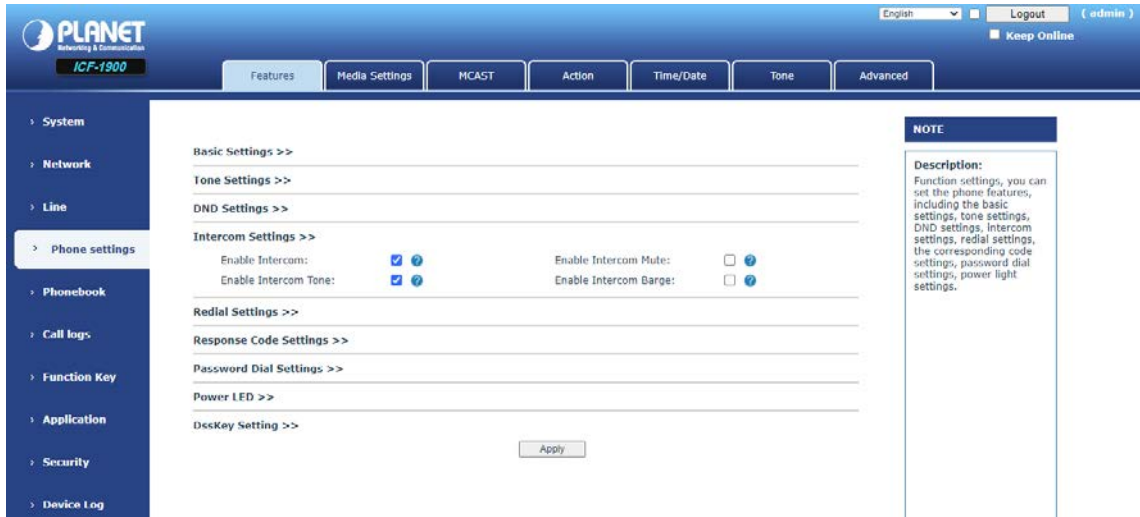 English
Logout
( admin )
Keep Online
PLANET
Networking & Communication
ICF-1900
Features
Media Settings
MCAST
Action
Time/Date
Tone
Advanced
› System
› Network
› Line
› Phone settings
› Phonebook
› Call logs
› Function Key
› Application
› Security
› Device Log
Basic Settings >>
Tone Settings >>
DND Settings >>
Intercom Settings >>
Enable Intercom: Enable Intercom Mute:
Enable Intercom Tone: Enable Intercom Barge:
Redial Settings >>
Response Code Settings >>
Password Dial Settings >>
Power LED >>
DssKey Setting >>
Apply
NOTE
Description:
Function settings, you can
set the phone features,
including the basic
settings, tone settings,
DND settings, intercom
settings, redial settings,
the corresponding code
settings, password dial
settings, power light
settings.